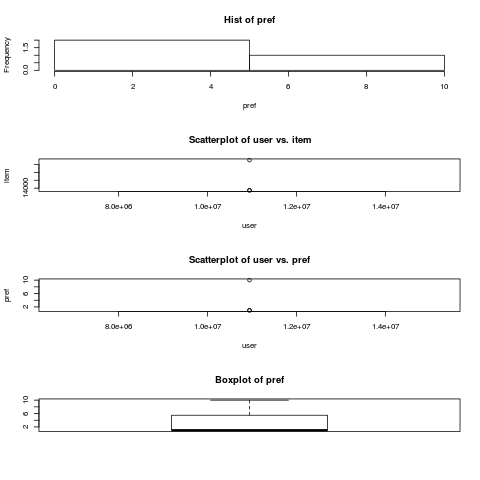 Hist of pref
Frequency
0.0 1.5
0 2 4 6 8 10
pref
Scatterplot of user vs. item
item
14000
8.0e+06 1.0e+07 1.2e+07 1.4e+07
user
Scatterplot of user vs. pref
pref
2 6 10
8.0e+06 1.0e+07 1.2e+07 1.4e+07
user
Boxplot of pref
2 6 10